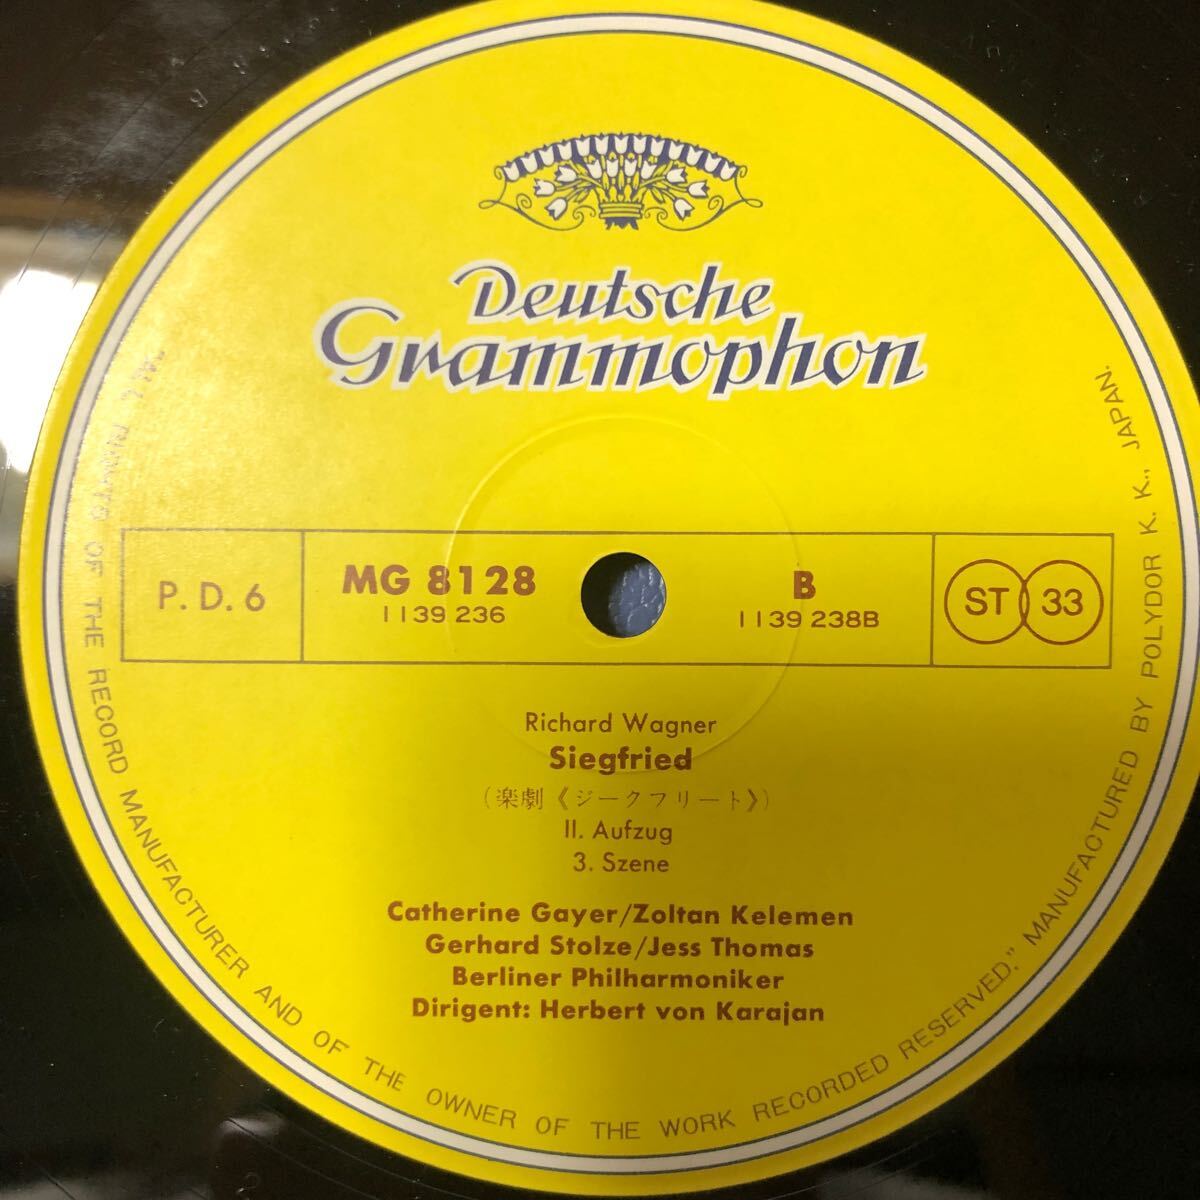 Deutsche
Grammophon
P. D. 6
MG 8128
1139 236
B
1139 238B
ST 33
Richard Wagner
Siegfried
(楽劇《ジークフリート》)
II. Aufzug
3. Szene
Catherine Gayer/Zoltan Kelemen
Gerhard Stolze/Jess Thomas
Berliner Philharmoniker
Dirigent: Herbert von Karajan
OF THE RECORD MANUFACTURER AND OF THE OWNER OF THE WORK RECORDED RESERVED." MANUFACTURED BY POLYDOR K. K., JAPAN.